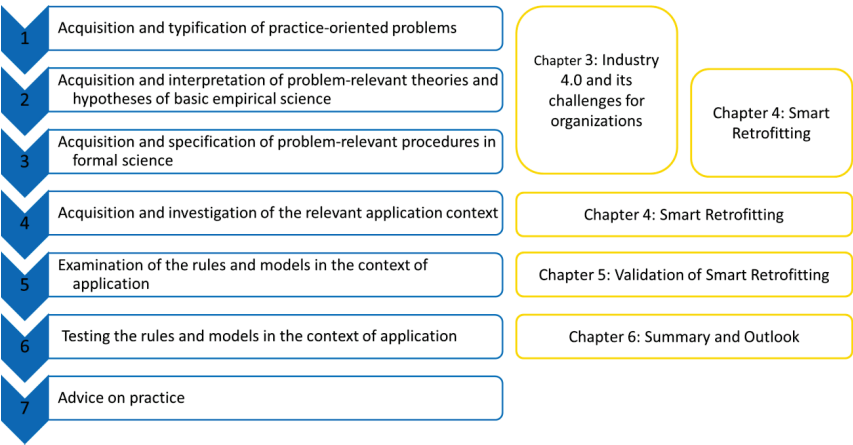 1
Acquisition and typification of practice-oriented problems
2
Acquisition and interpretation of problem-relevant theories and
hypotheses of basic empirical science
3
Acquisition and specification of problem-relevant procedures in
formal science
4
Acquisition and investigation of the relevant application context
5
Examination of the rules and models in the context of
application
6
Testing the rules and models in the context of application
7
Advice on practice
Chapter 3: Industry
4.0 and its
challenges for
organizations
Chapter 4: Smart
Retrofitting
Chapter 4: Smart Retrofitting
Chapter 5: Validation of Smart Retrofitting
Chapter 6: Summary and Outlook